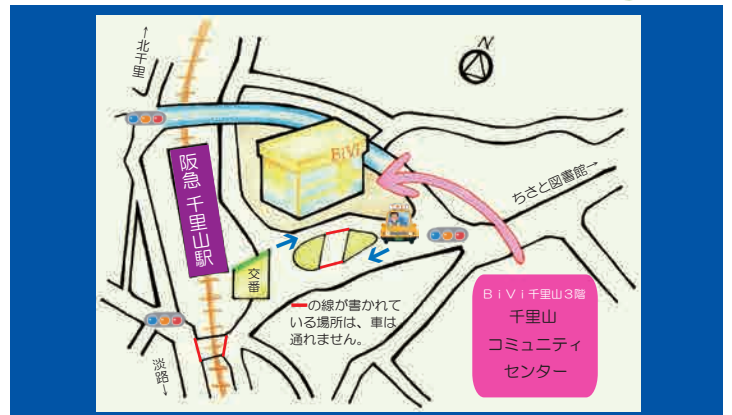 ←北千里
N
BiVi
阪急 千里山駅
ちさと図書館→
交番
ーの線が書かれて
いる場所は、車は
通れません。
BiVi千里山3階
千里山
コミュニティ
センター
淡路→